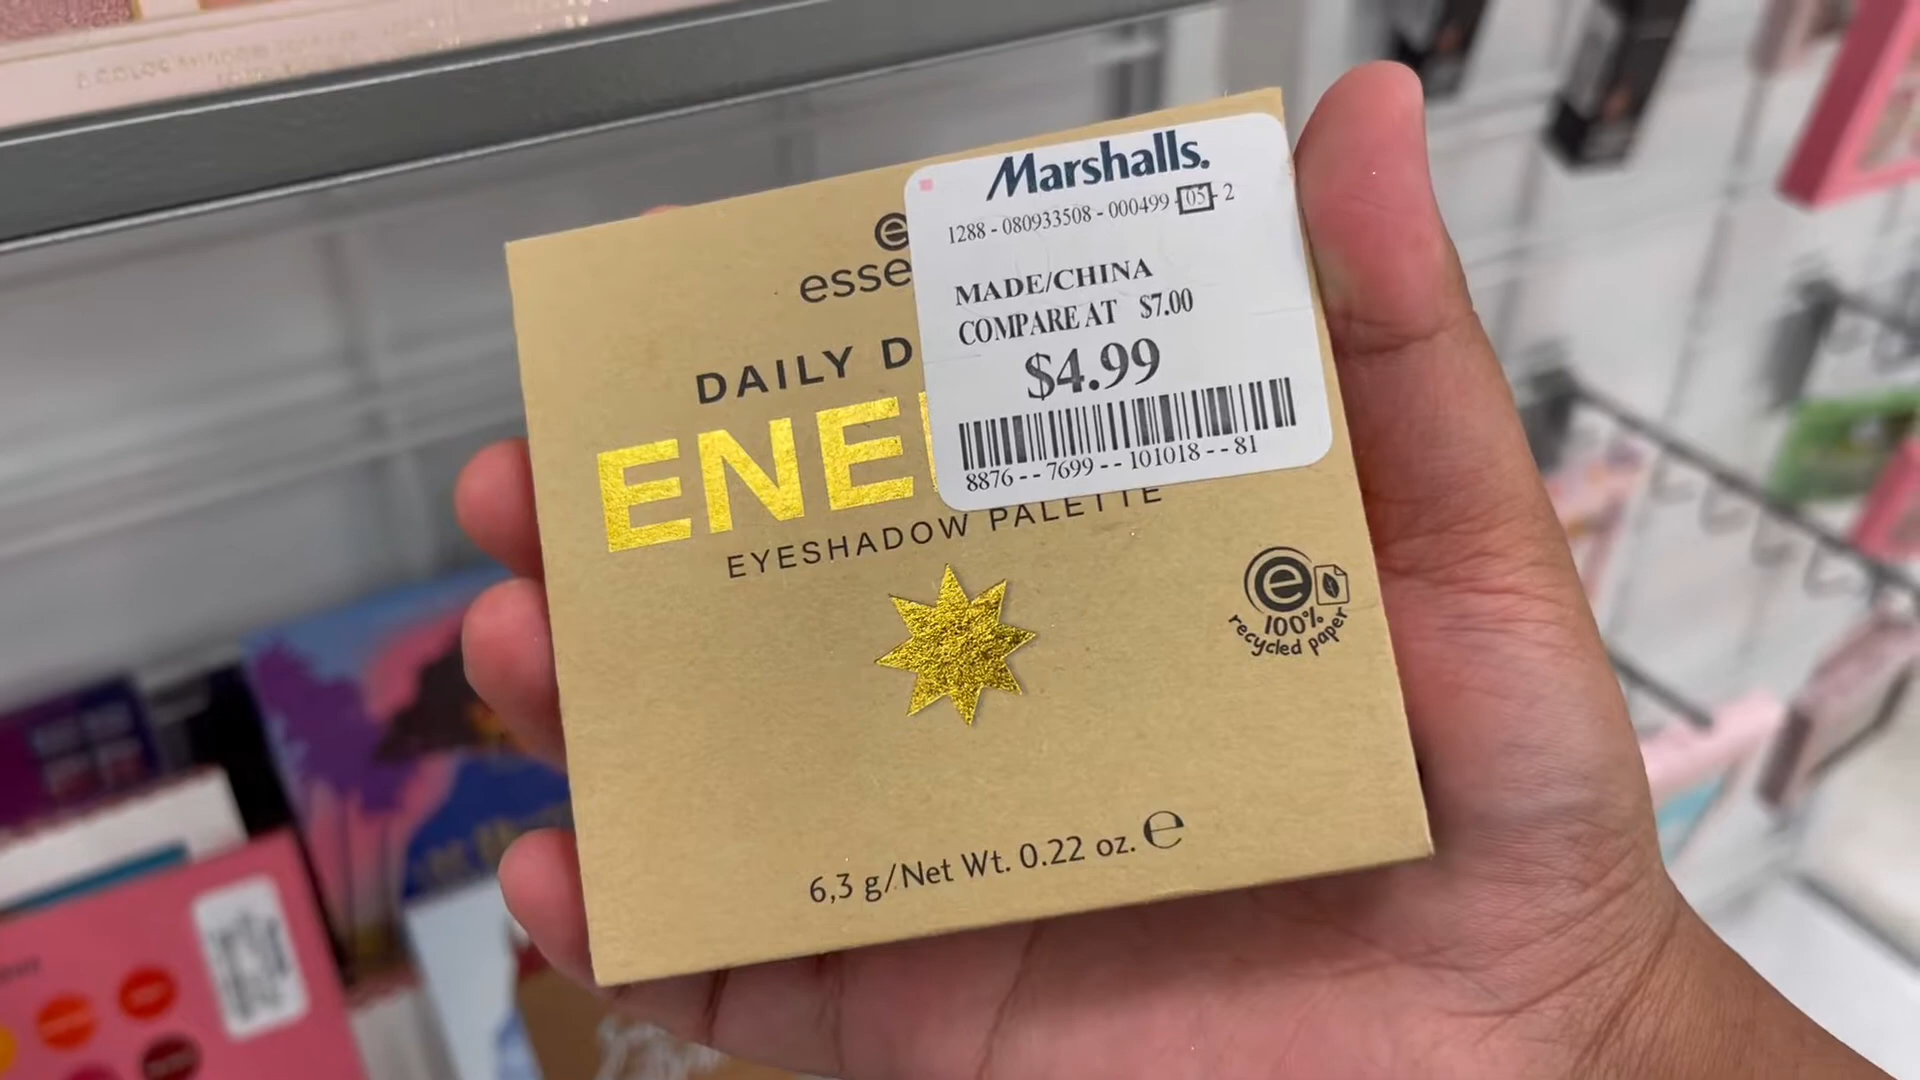 Marshalls.
1288 - 080933508 - 000499 - 05 - 2
MADE/CHINA
COMPARE AT $7.00
$4.99
8876 - - 7699 - - 101018 - - 81
e
esse
DAILY D
ENE
EYESHADOW PALETTE
e
100%
recycled paper
6,3 g/Net Wt. 0.22 oz. e